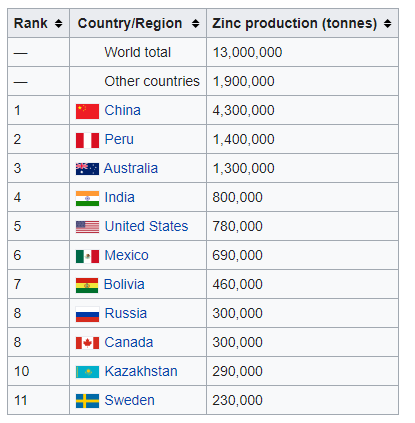 Rank Country/Region Zinc production (tonnes)
— World total 13,000,000
— Other countries 1,900,000
1 China 4,300,000
2 Peru 1,400,000
3 Australia 1,300,000
4 India 800,000
5 United States 780,000
6 Mexico 690,000
7 Bolivia 460,000
8 Russia 300,000
8 Canada 300,000
10 Kazakhstan 290,000
11 Sweden 230,000